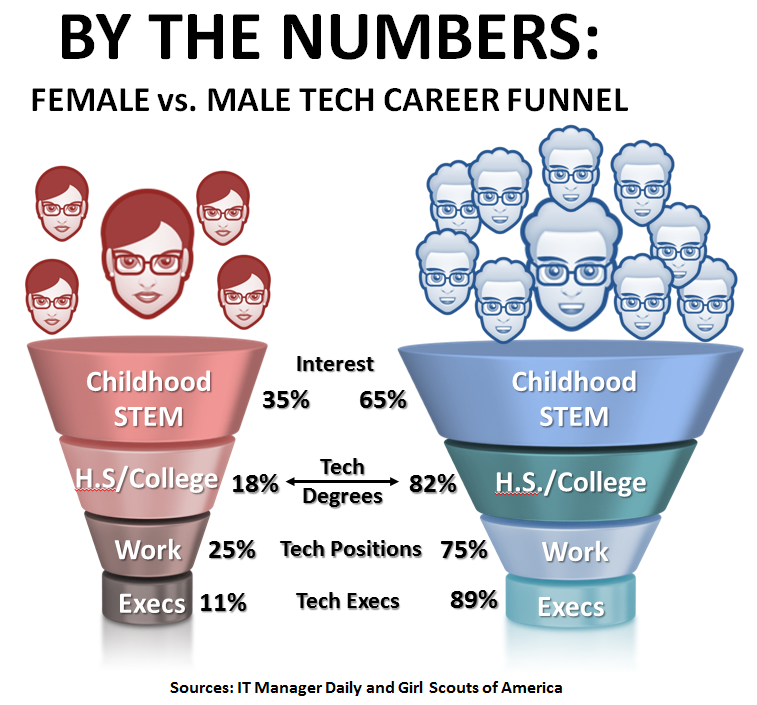 BY THE NUMBERS:
FEMALE vs. MALE TECH CAREER FUNNEL
Childhood
STEM
Interest
35% 65%
Childhood
STEM
H.S/College
18%
Tech
Degrees
82%
H.S./College
Work
25%
Tech Positions
75%
Work
Execs
11%
Tech Execs
89%
Execs
Sources: IT Manager Daily and Girl Scouts of America